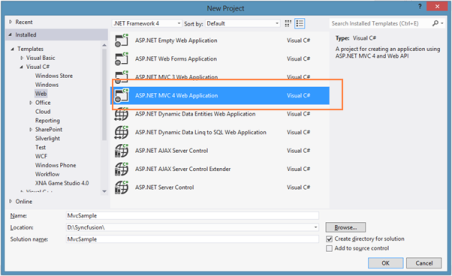 New Project
? ×
Recent
.NET Framework 4
Sort by: Default
Search Installed Templates (Ctrl+E)
Installed
Templates
Visual Basic
Visual C#
Windows Store
Windows
Web
Office
Cloud
Reporting
SharePoint
Silverlight
Test
WCF
Windows Phone
Workflow
XNA Game Studio 4.0
Online
ASP.NET Empty Web Application Visual C#
ASP.NET Web Forms Application Visual C#
ASP.NET MVC 3 Web Application Visual C#
ASP.NET MVC 4 Web Application Visual C#
ASP.NET Dynamic Data Entities Web Application Visual C#
ASP.NET Dynamic Data Linq to SQL Web Application Visual C#
ASP.NET AJAX Server Control Visual C#
ASP.NET AJAX Server Control Extender Visual C#
ASP.NET Server Control Visual C#
Type: Visual C#
A project for creating an application using
ASP.NET MVC 4 and Web API
Name: MvcSample
Location: D:\Syncfusion\
Browse...
Solution name: MvcSample
Create directory for solution
Add to source control
OK
Cancel